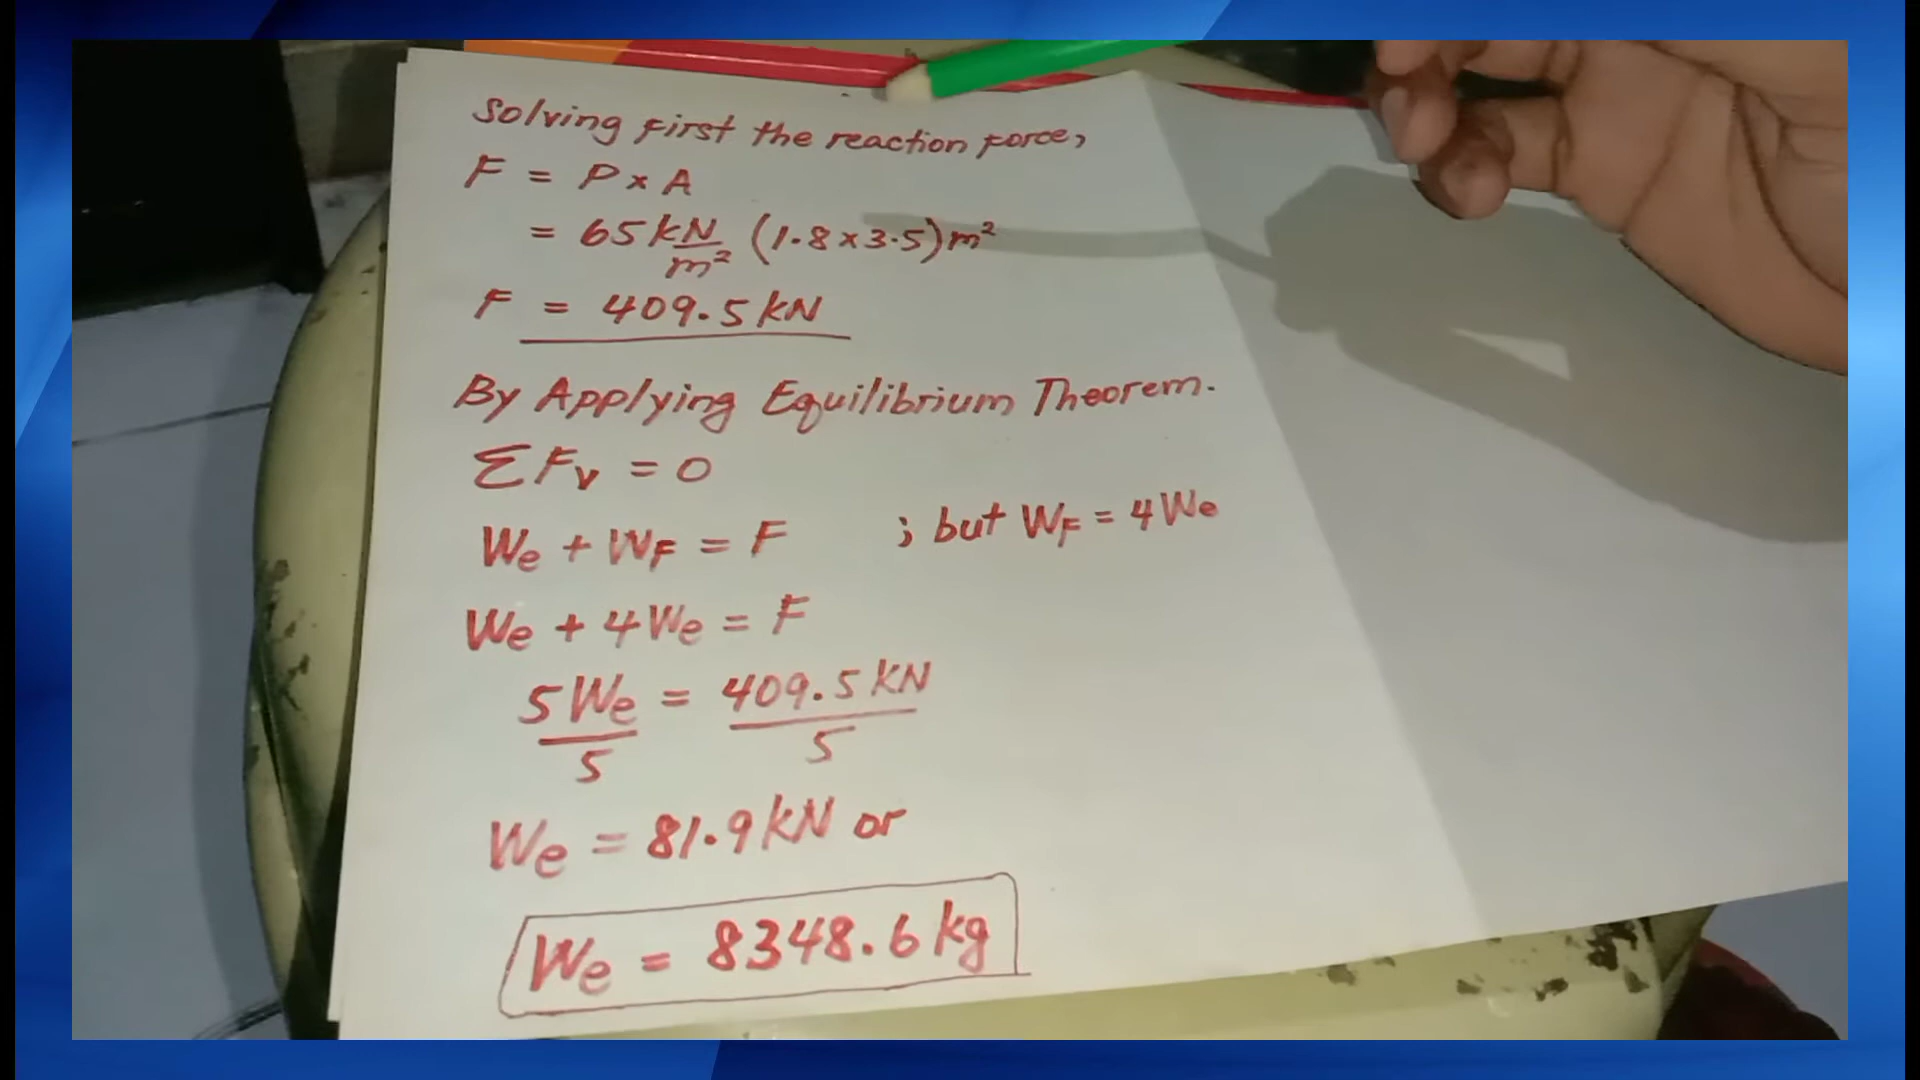 Solving first the reaction force,
F = P x A
= 65 kN/m² (1.8 x 3.5) m²
F = 409.5 kN
By Applying Equilibrium Theorem.
ΣFv = 0
We + WF = F ; but WF = 4We
We + 4We = F
5We/5 = 409.5 kN/5
We = 81.9 kN or
We = 8348.6 kg